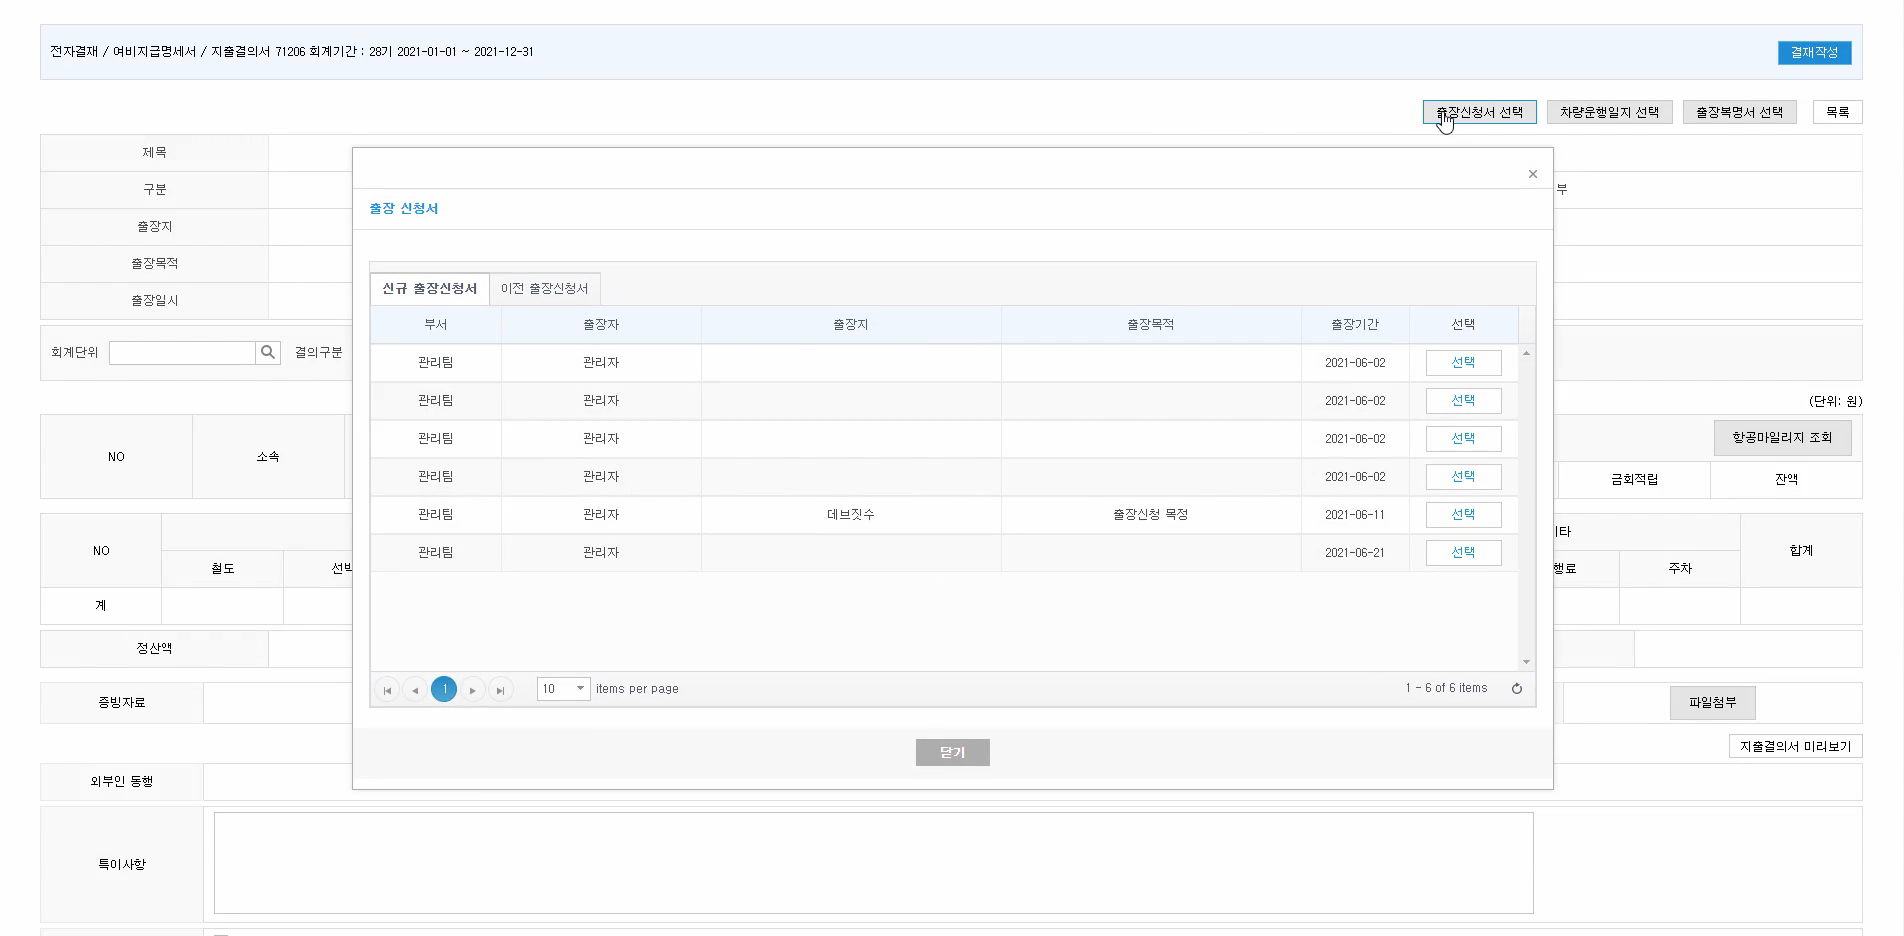 전자결재 / 여비지급명세서 / 지출결의서 71206 회계기간 : 28기 2021-01-01 ~ 2021-12-31
결재작성
출장신청서 선택
차량운행일지 선택
출장복명서 선택
목록
제목
구분
부
출장지
출장목적
출장일시
×
출장 신청서
신규 출장신청서
이전 출장신청서
부서 출장자 출장지 출장목적 출장기간 선택
관리팀 관리자 2021-06-02 선택
관리팀 관리자 2021-06-02 선택
관리팀 관리자 2021-06-02 선택
관리팀 관리자 2021-06-02 선택
관리팀 관리자 데브짓수 출장신청 목정 2021-06-11 선택
관리팀 관리자 2021-06-21 선택
1
10
items per page
1 - 6 of 6 items
닫기
회계단위
결의구분
(단위: 원)
NO
소속
항공마일리지 조회
금회적립
잔액
NO
합계
철도
주차
계
정산액
증빙자료
파일첨부
지출결의서 미리보기
외부인 동행
특이사항